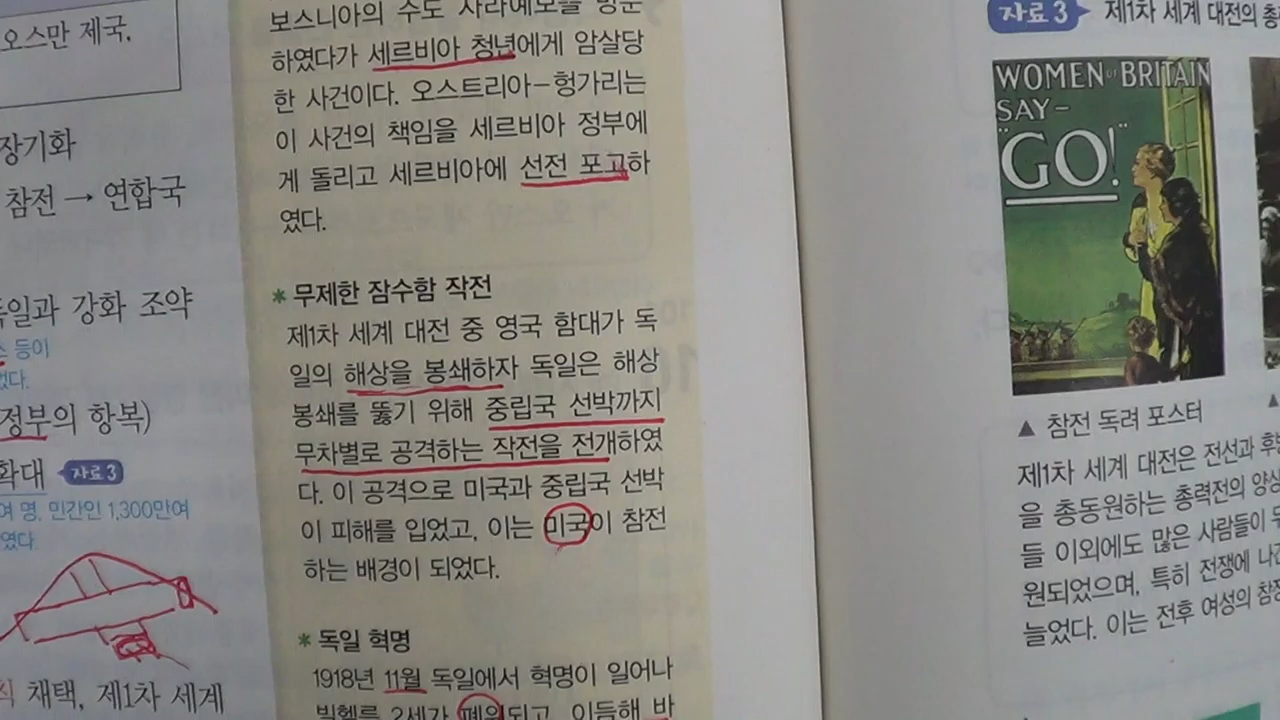 오스만 제국,
장기화
참전 → 연합국
독일과 강화 조약
등이
었다.
정부의 항복)
확대 자료 3
여 명, 민간인 1,300만여
였다
채택, 제1차 세계
보스니아의 수도 사라예보를 방문
하였다가 세르비아 청년에게 암살당
한 사건이다. 오스트리아-헝가리는
이 사건의 책임을 세르비아 정부에
게 돌리고 세르비아에 선전 포고하
였다.
* 무제한 잠수함 작전
제1차 세계 대전 중 영국 함대가 독
일의 해상을 봉쇄하자 독일은 해상
봉쇄를 뚫기 위해 중립국 선박까지
무차별로 공격하는 작전을 전개하였
다. 이 공격으로 미국과 중립국 선박
이 피해를 입었고, 이는 미국이 참전
하는 배경이 되었다.
* 독일 혁명
1918년 11월 독일에서 혁명이 일어나
빌헬름 2세가 폐위되고, 이듬해 바
자료 3 제1차 세계 대전의 총
WOMEN OF BRITAIN
SAY-
"GO!"
▲ 참전 독려 포스터
제1차 세계 대전은 전선과 후방
을 총동원하는 총력전의 양상
들 이외에도 많은 사람들이
원되었으며, 특히 전쟁에 나간
늘었다. 이는 전후 여성의 참정